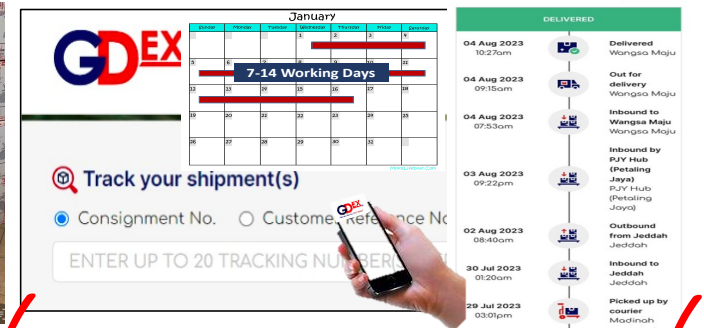 GDEX
January
Sunday Monday Tuesday Wednesday Thursday Friday Saturday
1 2 3 4
5 6 11
7-14 Working Days
12 13 14 15 16 17 18
19 20 21 22 23 24 25
26 27 28 29 30 31
Track your shipment(s)
Consignment No. Customer Reference No
GDEX
ENTER UP TO 20 TRACKING NUMBER
DELIVERED
04 Aug 2023
10:27am
Delivered
Wangsa Maju
04 Aug 2023
09:15am
Out for
delivery
Wangsa Maju
04 Aug 2023
07:53am
Inbound to
Wangsa Maju
Wangsa Maju
03 Aug 2023
09:22pm
Inbound by
PJY Hub
(Petaling
Jaya)
PJY Hub
(Petaling
Jaya)
02 Aug 2023
08:40am
Outbound
from Jeddah
Jeddah
30 Jul 2023
01:20am
Inbound to
Jeddah
Jeddah
29 Jul 2023
03:01pm
Picked up by
courier
Madinah